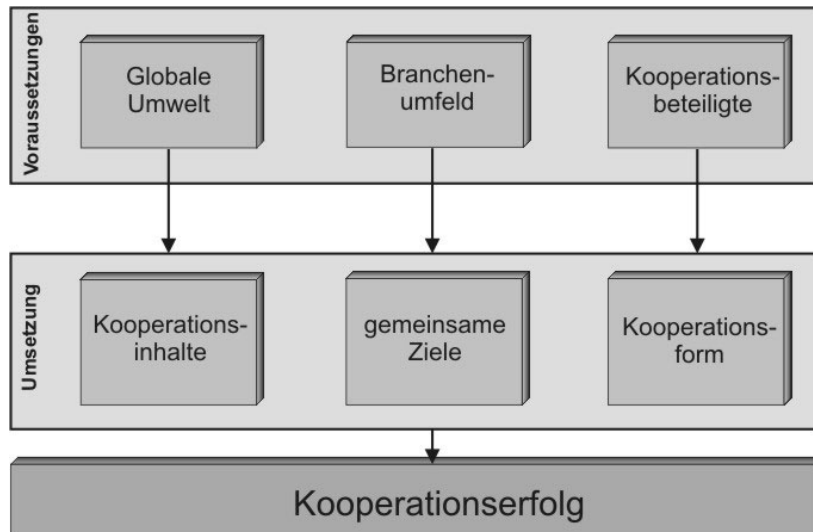 Voraussetzungen
Globale
Umwelt
Branchen-
umfeld
Kooperations-
beteiligte
Umsetzung
Kooperations-
inhalte
gemeinsame
Ziele
Kooperations-
form
Kooperationserfolg